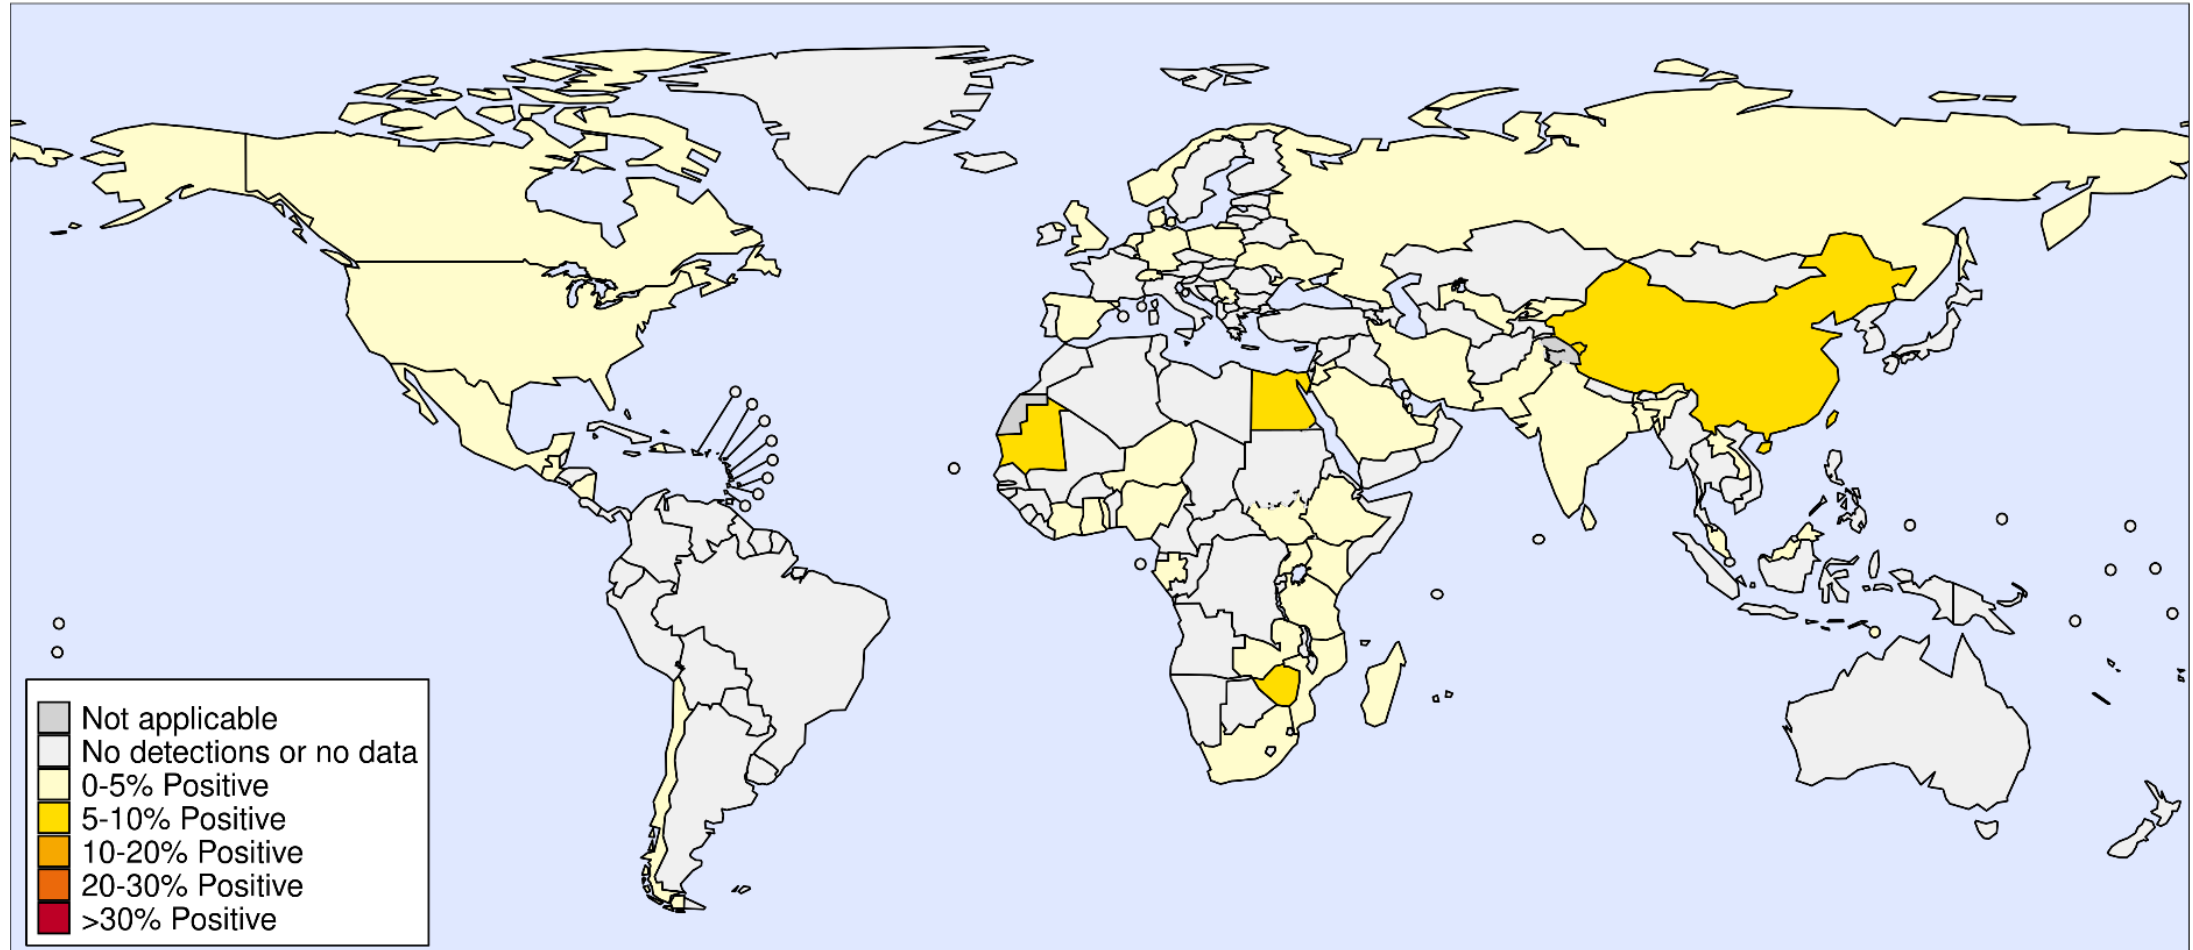 Not applicable
No detections or no data
0-5% Positive
5-10% Positive
10-20% Positive
20-30% Positive
>30% Positive